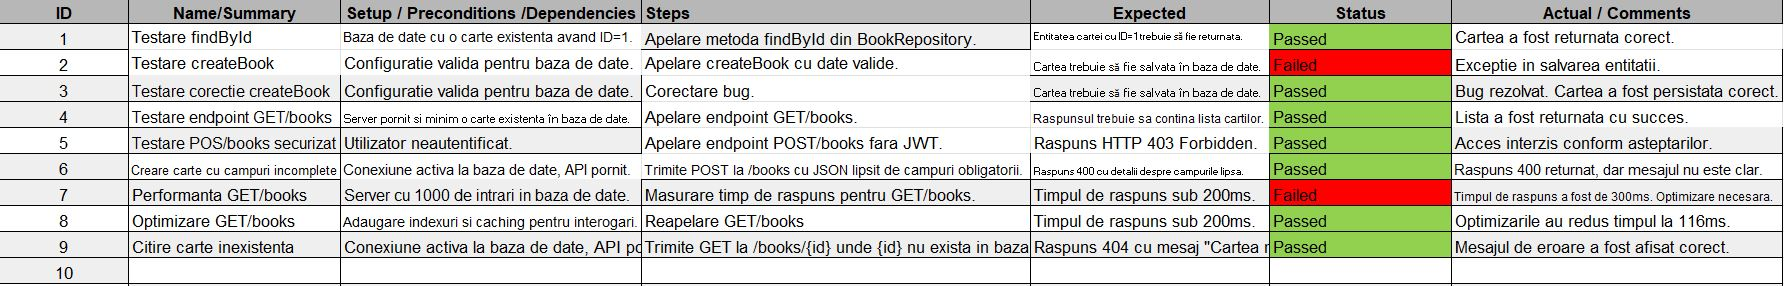 ID Name/Summary Setup / Preconditions /Dependencies Steps Expected Status Actual / Comments
1 Testare findById Baza de date cu o carte existenta avand ID=1. Apelare metoda findById din BookRepository. Entitatea cartei cu ID=1 trebuie să fie returnata. Passed Cartea a fost returnata corect.
2 Testare createBook Configuratie valida pentru baza de date. Apelare createBook cu date valide. Cartea trebuie să fie salvata în baza de date. Failed Exceptie in salvarea entitatii.
3 Testare corectie createBook Configuratie valida pentru baza de date. Corectare bug. Cartea trebuie să fie salvata în baza de date. Passed Bug rezolvat. Cartea a fost persistata corect.
4 Testare endpoint GET/books Server pornit si minim o carte existenta în baza de date. Apelare endpoint GET/books. Raspunsul trebuie sa contina lista cartilor. Passed Lista a fost returnata cu succes.
5 Testare POS/books securizat Utilizator neautentificat. Apelare endpoint POST/books fara JWT. Raspuns HTTP 403 Forbidden. Passed Acces interzis conform asteptarilor.
6 Creare carte cu campuri incomplete Conexiune activa la baza de date, API pornit. Trimite POST la /books cu JSON lipsit de campuri obligatorii. Raspuns 400 cu detalii despre campurile lipsa. Passed Raspuns 400 returnat, dar mesajul nu este clar.
7 Performanta GET/books Server cu 1000 de intrari in baza de date. Masurare timp de raspuns pentru GET/books. Timpul de raspuns sub 200ms. Failed Timpul de raspuns a fost de 300ms. Optimizare necesara.
8 Optimizare GET/books Adaugare indexuri si caching pentru interogari. Reapelare GET/books Timpul de raspuns sub 200ms. Passed Optimizarile au redus timpul la 116ms.
9 Citire carte inexistenta Conexiune activa la baza de date, API po Trimite GET la /books/{id} unde {id} nu exista in baza Raspuns 404 cu mesaj "Cartea r Passed Mesajul de eroare a fost afisat corect.
10